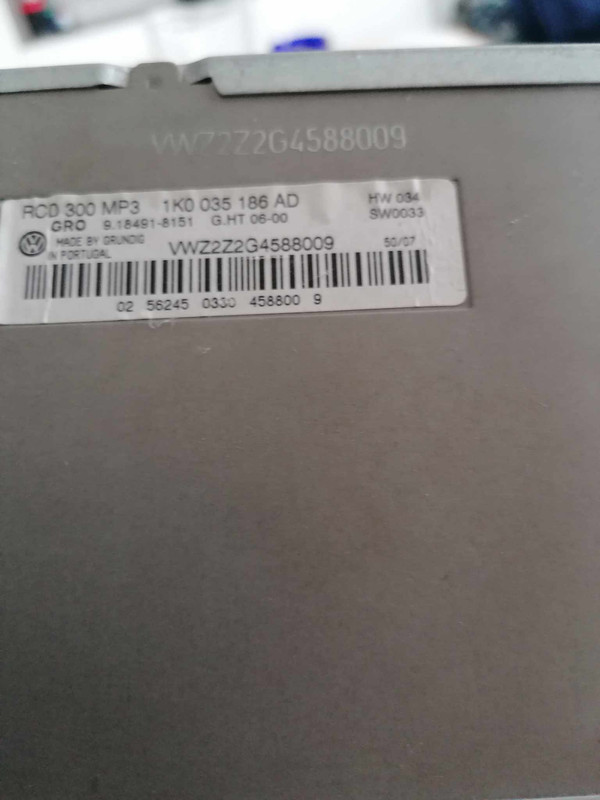 VWZ2Z2G4588009
RCD 300 MP3 1K0 035 186 AD HW 034
GRO 9.18491-8151 G.HT 06-00 SW0033
MADE BY GRUNDIG
IN PORTUGAL VWZ2Z2G4588009 50/07
02 56245 0330 458800 9